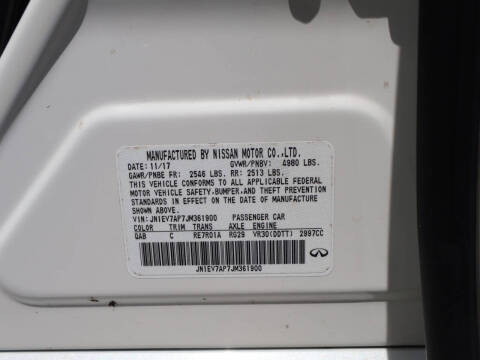 MANUFACTURED BY NISSAN MOTOR CO.,LTD.
DATE: 11/17 GVWR/PNBV: 4980 LBS.
GAWR/PNBE FR: 2546 LBS. RR: 2513 LBS.
THIS VEHICLE CONFORMS TO ALL APPLICABLE FEDERAL
MOTOR VEHICLE SAFETY,BUMPER,AND THEFT PREVENTION
STANDARDS IN EFFECT ON THE DATE OF MANUFACTURE
SHOWN ABOVE.
VIN: JN1EV7AP7JM361900 PASSENGER CAR
COLOR TRIM TRANS AXLE ENGINE
QAB C RE7R01A RG29 VR30(DDTT) 2997CC
JN1EV7AP7JM361900